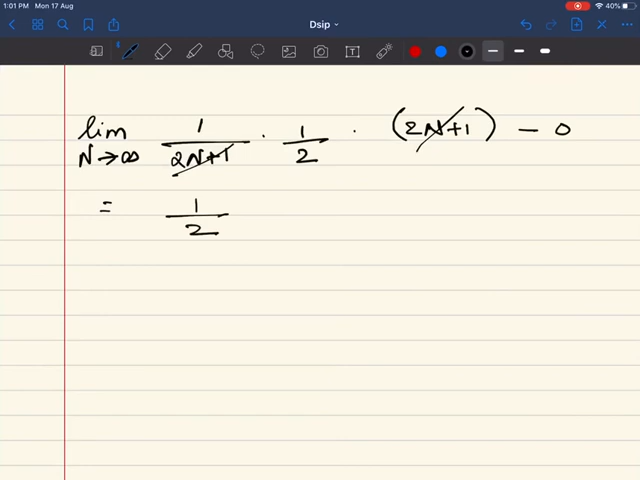 1:01 PM Mon 17 Aug
40%
Dsip
lim N→∞ 1/(2N+1) · 1/2 · (2N+1) − 0
= 1/2